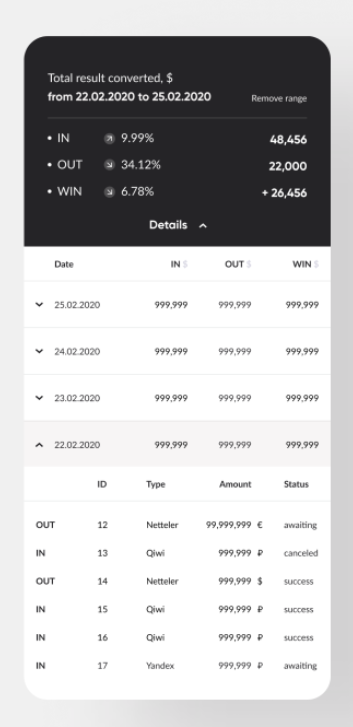 Total result converted, $
from 22.02.2020 to 25.02.2020 Remove range
• IN 9.99% 48,456
• OUT 34.12% 22,000
• WIN 6.78% + 26,456
Details
Date IN $ OUT $ WIN $
25.02.2020 999,999 999,999 999,999
24.02.2020 999,999 999,999 999,999
23.02.2020 999,999 999,999 999,999
22.02.2020 999,999 999,999 999,999
ID Type Amount Status
OUT 12 Netteler 99,999,999 € awaiting
IN 13 Qiwi 999,999 ₽ canceled
OUT 14 Netteler 999,999 $ success
IN 15 Qiwi 999,999 ₽ success
IN 16 Qiwi 999,999 ₽ success
IN 17 Yandex 999,999 ₽ awaiting